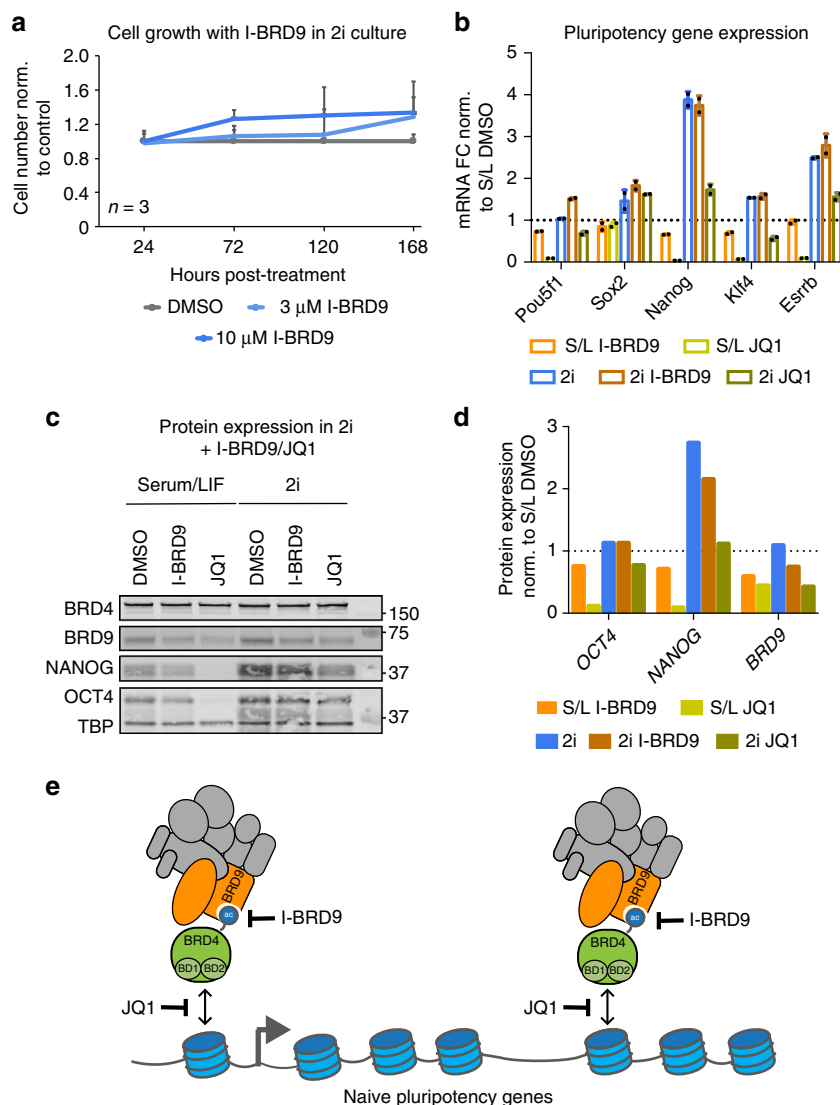 a
Cell growth with I-BRD9 in 2i culture
Cell number norm.
to control
2.0
1.6
1.2
0.8
0.4
0
n = 3
24
72
120
168
Hours post-treatment
DMSO
3 μM I-BRD9
10 μM I-BRD9
b
Pluripotency gene expression
mRNA FC norm.
to S/L DMSO
5
4
3
2
1
0
Pou5f1
Sox2
Nanog
Klf4
Esrrb
S/L I-BRD9
S/L JQ1
2i
2i I-BRD9
2i JQ1
c
Protein expression in 2i
+ I-BRD9/JQ1
Serum/LIF
2i
DMSO
I-BRD9
JQ1
DMSO
I-BRD9
JQ1
BRD4
150
BRD9
75
NANOG
37
OCT4
37
TBP
d
Protein expression
norm. to S/L DMSO
3
2
1
0
OCT4
NANOG
BRD9
S/L I-BRD9
S/L JQ1
2i
2i I-BRD9
2i JQ1
e
BRD9
ac
I-BRD9
BRD4
BD1
BD2
JQ1
BRD9
ac
I-BRD9
BRD4
BD1
BD2
JQ1
Naive pluripotency genes